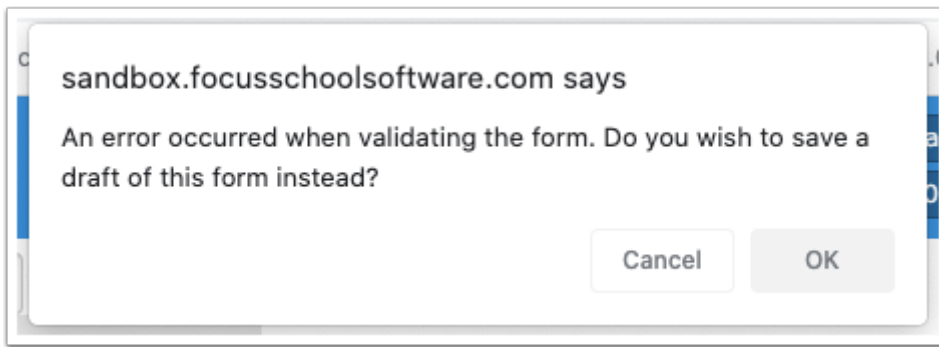 sandbox.focusschoolsoftware.com says
An error occurred when validating the form. Do you wish to save a
draft of this form instead?
Cancel
OK